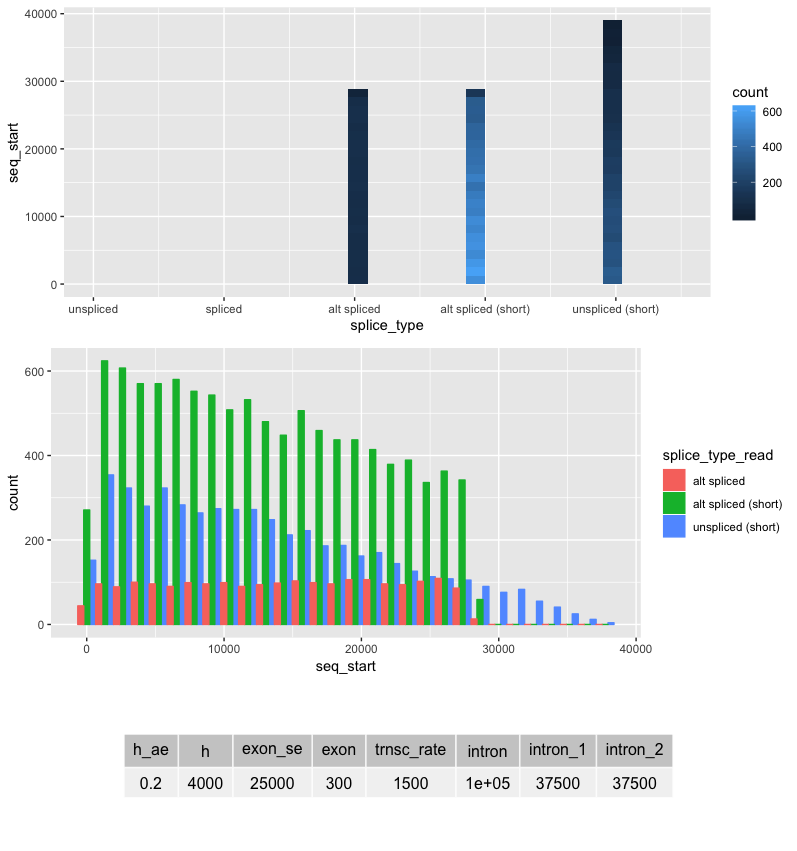 40000
30000
20000
10000
0
seq_start
unspliced spliced alt spliced alt spliced (short) unspliced (short)
splice_type
count
600
400
200
600
400
200
0
count
0 10000 20000 30000 40000
seq_start
splice_type_read
alt spliced
alt spliced (short)
unspliced (short)
h_ae h exon_se exon trnsc_rate intron intron_1 intron_2
0.2 4000 25000 300 1500 1e+05 37500 37500